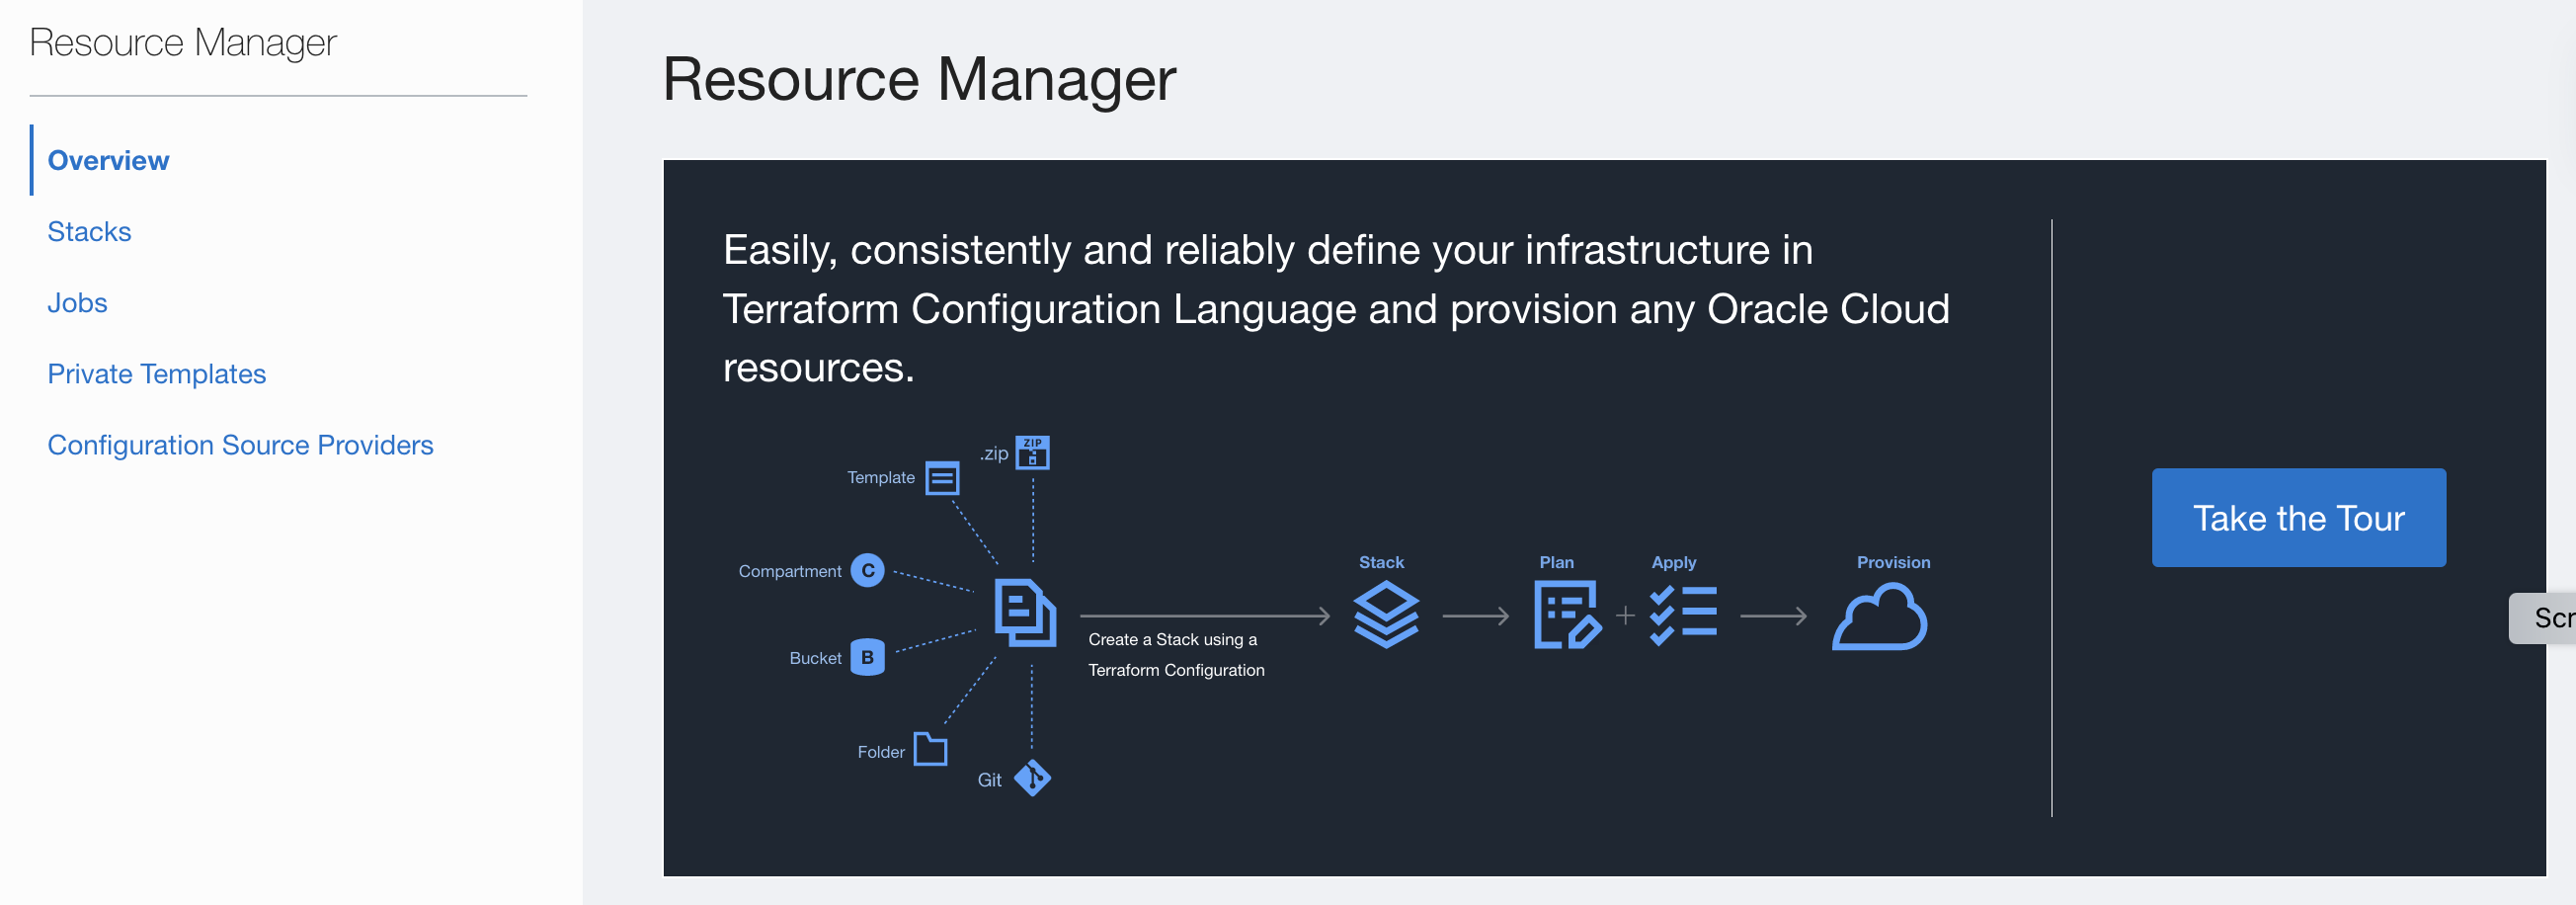 Resource Manager
Overview
Stacks
Jobs
Private Templates
Configuration Source Providers
Resource Manager
Easily, consistently and reliably define your infrastructure in
Terraform Configuration Language and provision any Oracle Cloud
resources.
.zip
ZIP
Template
Compartment
C
Bucket
B
Folder
Git
Create a Stack using a
Terraform Configuration
Stack
Plan
Apply
Provision
Take the Tour
Scr